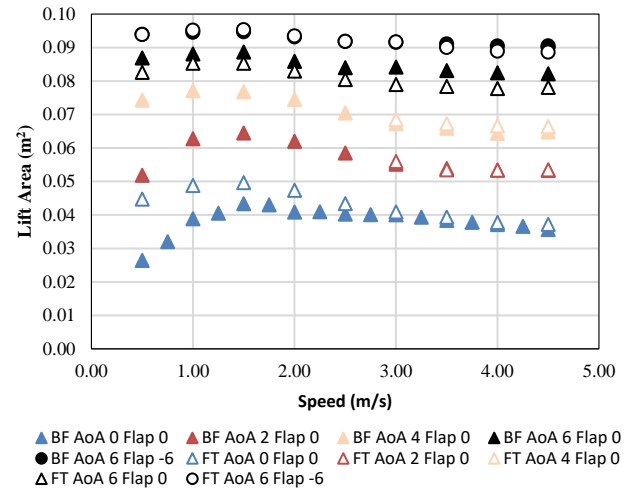 0.10
0.09
0.08
0.07
0.06
0.05
0.04
0.03
0.02
0.01
0.00
Lift Area (m²)
0.00 1.00 2.00 3.00 4.00 5.00
Speed (m/s)
BF AoA 0 Flap 0 BF AoA 2 Flap 0 BF AoA 4 Flap 0 BF AoA 6 Flap 0
BF AoA 6 Flap -6 FT AoA 0 Flap 0 FT AoA 2 Flap 0 FT AoA 4 Flap 0
FT AoA 6 Flap 0 FT AoA 6 Flap -6